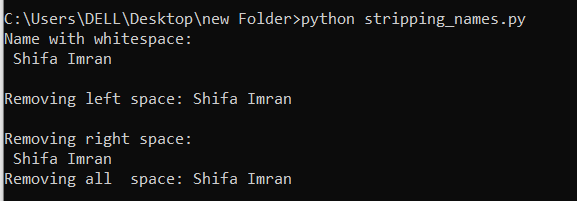 C:\Users\DELL\Desktop\new Folder>python stripping_names.py
Name with whitespace:
 Shifa Imran

Removing left space: Shifa Imran

Removing right space:
 Shifa Imran
Removing all  space: Shifa Imran